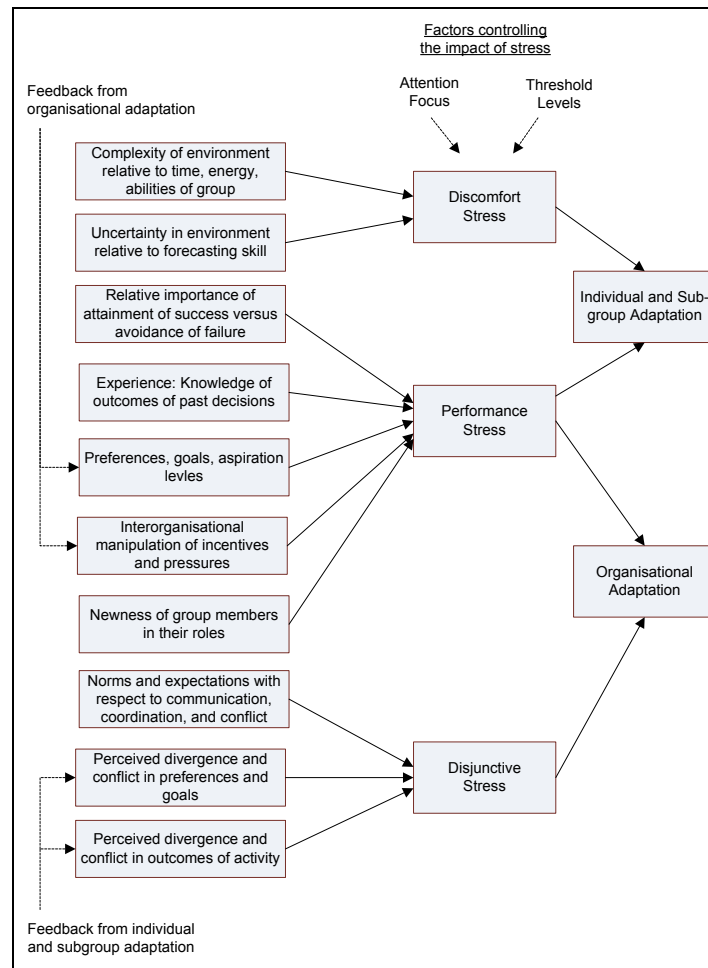 Factors controlling
the impact of stress
Attention
Focus
Threshold
Levels
Feedback from
organisational adaptation
Complexity of environment
relative to time, energy,
abilities of group
Uncertainty in environment
relative to forecasting skill
Relative importance of
attainment of success versus
avoidance of failure
Experience: Knowledge of
outcomes of past decisions
Preferences, goals, aspiration
levles
Interorganisational
manipulation of incentives
and pressures
Newness of group members
in their roles
Norms and expectations with
respect to communication,
coordination, and conflict
Perceived divergence and
conflict in preferences and
goals
Perceived divergence and
conflict in outcomes of activity
Feedback from individual
and subgroup adaptation
Discomfort
Stress
Performance
Stress
Disjunctive
Stress
Individual and Sub-
group Adaptation
Organisational
Adaptation